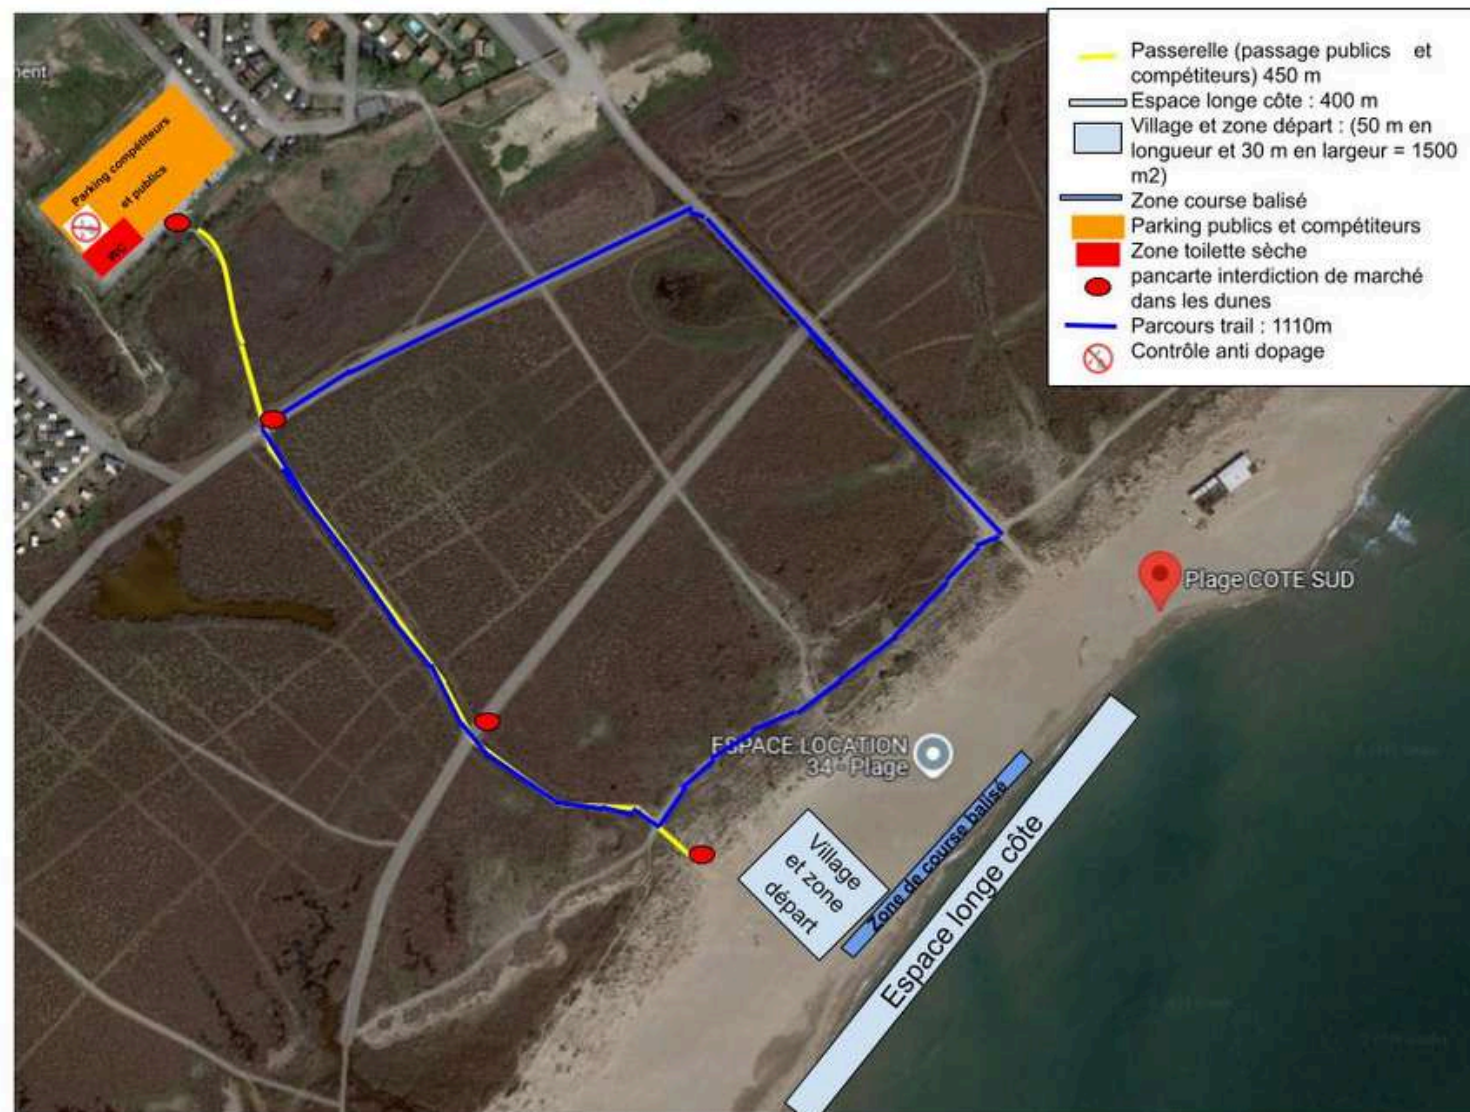 ment
Parking compétiteurs
et publics
WC
Passerelle (passage publics et
compétiteurs) 450 m
Espace longe côte : 400 m
Village et zone départ : (50 m en
longueur et 30 m en largeur = 1500
m2)
Zone course balisé
Parking publics et compétiteurs
Zone toilette sèche
pancarte interdiction de marché
dans les dunes
Parcours trail : 1110m
Contrôle anti dopage
Plage COTE SUD
ESPACE LOCATION
34° Plage
Village
et zone
départ
Zone de course balisé
Espace longe côte